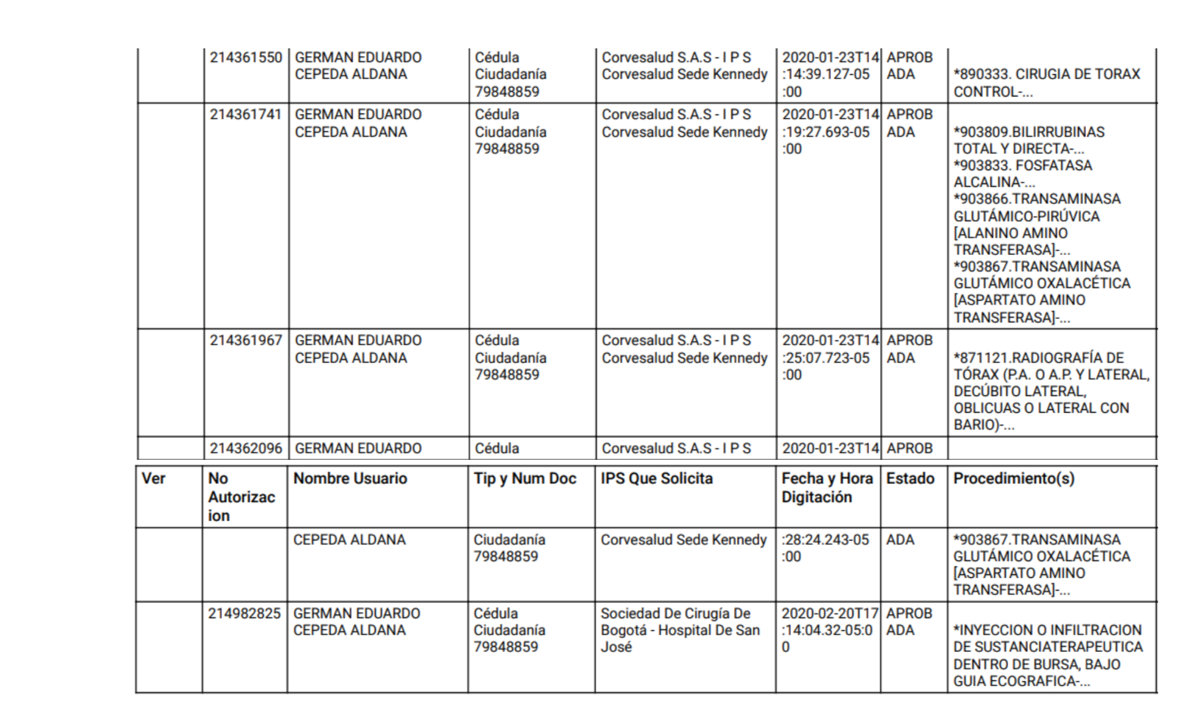 214361550 GERMAN EDUARDO Cédula Corvesalud S.A.S - I P S 2020-01-23T14 APROB
CEPEDA ALDANA Ciudadanía Corvesalud Sede Kennedy :14:39.127-05 ADA *890333. CIRUGIA DE TORAX
79848859 :00 CONTROL-...
214361741 GERMAN EDUARDO Cédula Corvesalud S.A.S - I P S 2020-01-23T14 APROB
CEPEDA ALDANA Ciudadanía Corvesalud Sede Kennedy :19:27.693-05 ADA *903809.BILIRRUBINAS
79848859 :00 TOTAL Y DIRECTA-...
*903833. FOSFATASA
ALCALINA-...
*903866.TRANSAMINASA
GLUTÁMICO-PIRÚVICA
[ALANINO AMINO
TRANSFERASA]-...
*903867.TRANSAMINASA
GLUTÁMICO OXALACÉTICA
[ASPARTATO AMINO
TRANSFERASA]-...
214361967 GERMAN EDUARDO Cédula Corvesalud S.A.S - I P S 2020-01-23T14 APROB
CEPEDA ALDANA Ciudadanía Corvesalud Sede Kennedy :25:07.723-05 ADA *871121.RADIOGRAFÍA DE
79848859 :00 TÓRAX (P.A. O A.P. Y LATERAL,
DECÚBITO LATERAL,
OBLICUAS O LATERAL CON
BARIO)-...
214362096 GERMAN EDUARDO Cédula Corvesalud S.A.S - I P S 2020-01-23T14 APROB
Ver No Nombre Usuario Tip y Num Doc IPS Que Solicita Fecha y Hora Estado Procedimiento(s)
Autorizac Digitación
ion
CEPEDA ALDANA Ciudadanía Corvesalud Sede Kennedy :28:24.243-05 ADA *903867.TRANSAMINASA
79848859 :00 GLUTÁMICO OXALACÉTICA
[ASPARTATO AMINO
TRANSFERASA]-...
214982825 GERMAN EDUARDO Cédula Sociedad De Cirugía De 2020-02-20T17 APROB
CEPEDA ALDANA Ciudadanía Bogotá - Hospital De San :14:04.32-05:0 ADA *INYECCION O INFILTRACION
79848859 José 0 DE SUSTANCIATERAPEUTICA
DENTRO DE BURSA, BAJO
GUIA ECOGRAFICA-...